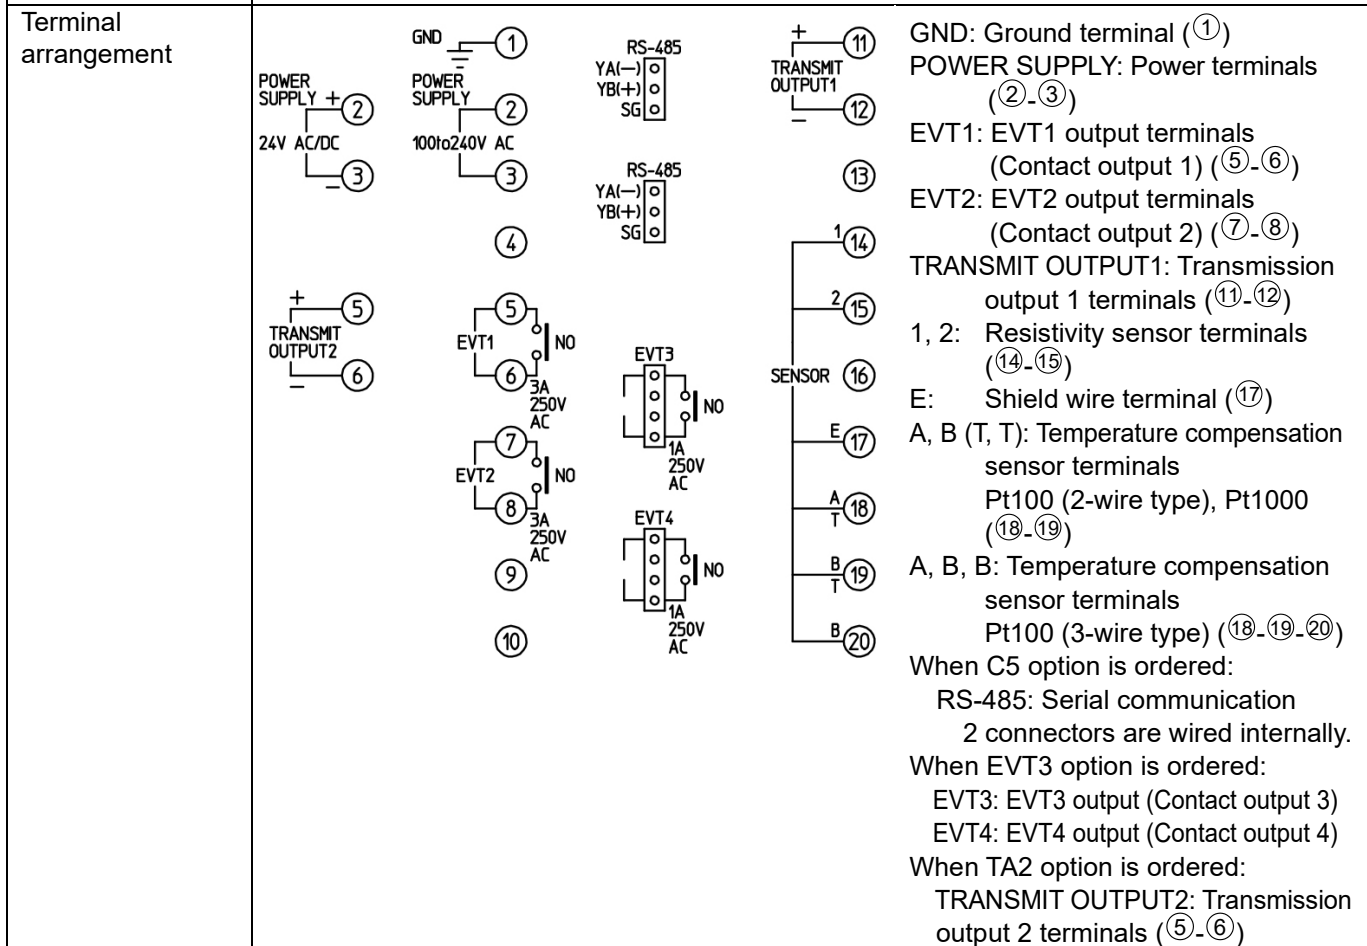 Terminal
arrangement
GND
1
POWER
SUPPLY +
2
24V AC/DC
−
3
POWER
SUPPLY
2
100to240V AC
3
4
+
5
TRANSMIT
OUTPUT2
−
6
5
EVT1
NO
6
3A
250V
AC
7
EVT2
NO
8
3A
250V
AC
9
10
RS-485
YA(−)
YB(+)
SG
RS-485
YA(−)
YB(+)
SG
EVT3
NO
1A
250V
AC
EVT4
NO
1A
250V
AC
+
11
TRANSMIT
OUTPUT1
−
12
13
1
14
2
15
SENSOR
16
E
17
A
T
18
B
T
19
B
20
GND: Ground terminal (①)
POWER SUPPLY: Power terminals
(②-③)
EVT1: EVT1 output terminals
(Contact output 1) (⑤-⑥)
EVT2: EVT2 output terminals
(Contact output 2) (⑦-⑧)
TRANSMIT OUTPUT1: Transmission
output 1 terminals (⑪-⑫)
1, 2: Resistivity sensor terminals
(⑭-⑮)
E: Shield wire terminal (⑰)
A, B (T, T): Temperature compensation
sensor terminals
Pt100 (2-wire type), Pt1000
(⑱-⑲)
A, B, B: Temperature compensation
sensor terminals
Pt100 (3-wire type) (⑱-⑲-⑳)
When C5 option is ordered:
RS-485: Serial communication
2 connectors are wired internally.
When EVT3 option is ordered:
EVT3: EVT3 output (Contact output 3)
EVT4: EVT4 output (Contact output 4)
When TA2 option is ordered:
TRANSMIT OUTPUT2: Transmission
output 2 terminals (⑤-⑥)